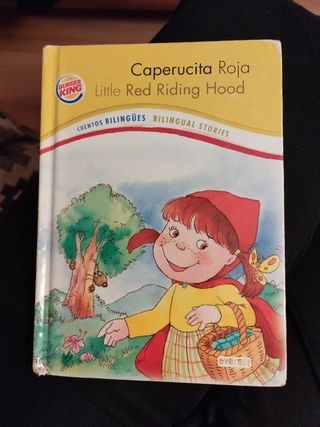 BURGER
KING
Caperucita Roja
Little Red Riding Hood
CUENTOS BILINGÜES BILINGUAL STORIES
everest